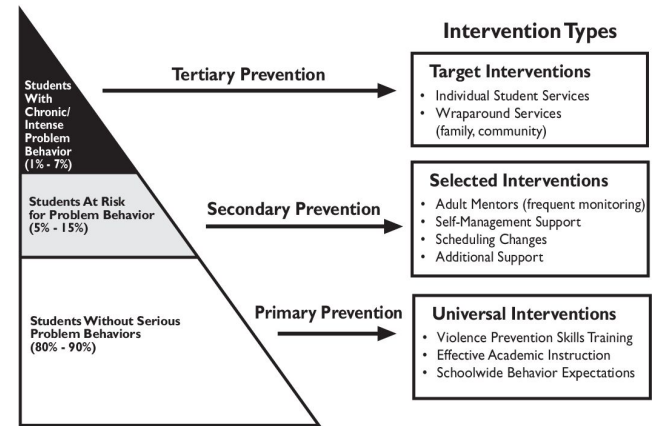 Intervention Types
Students
With
Chronic/
Intense
Problem
Behavior
(1% - 7%)
Tertiary Prevention
Target Interventions
• Individual Student Services
• Wraparound Services
(family, community)
Students At Risk
for Problem Behavior
(5% - 15%)
Secondary Prevention
Selected Interventions
• Adult Mentors (frequent monitoring)
• Self-Management Support
• Scheduling Changes
• Additional Support
Students Without Serious
Problem Behaviors
(80% - 90%)
Primary Prevention
Universal Interventions
• Violence Prevention Skills Training
• Effective Academic Instruction
• Schoolwide Behavior Expectations